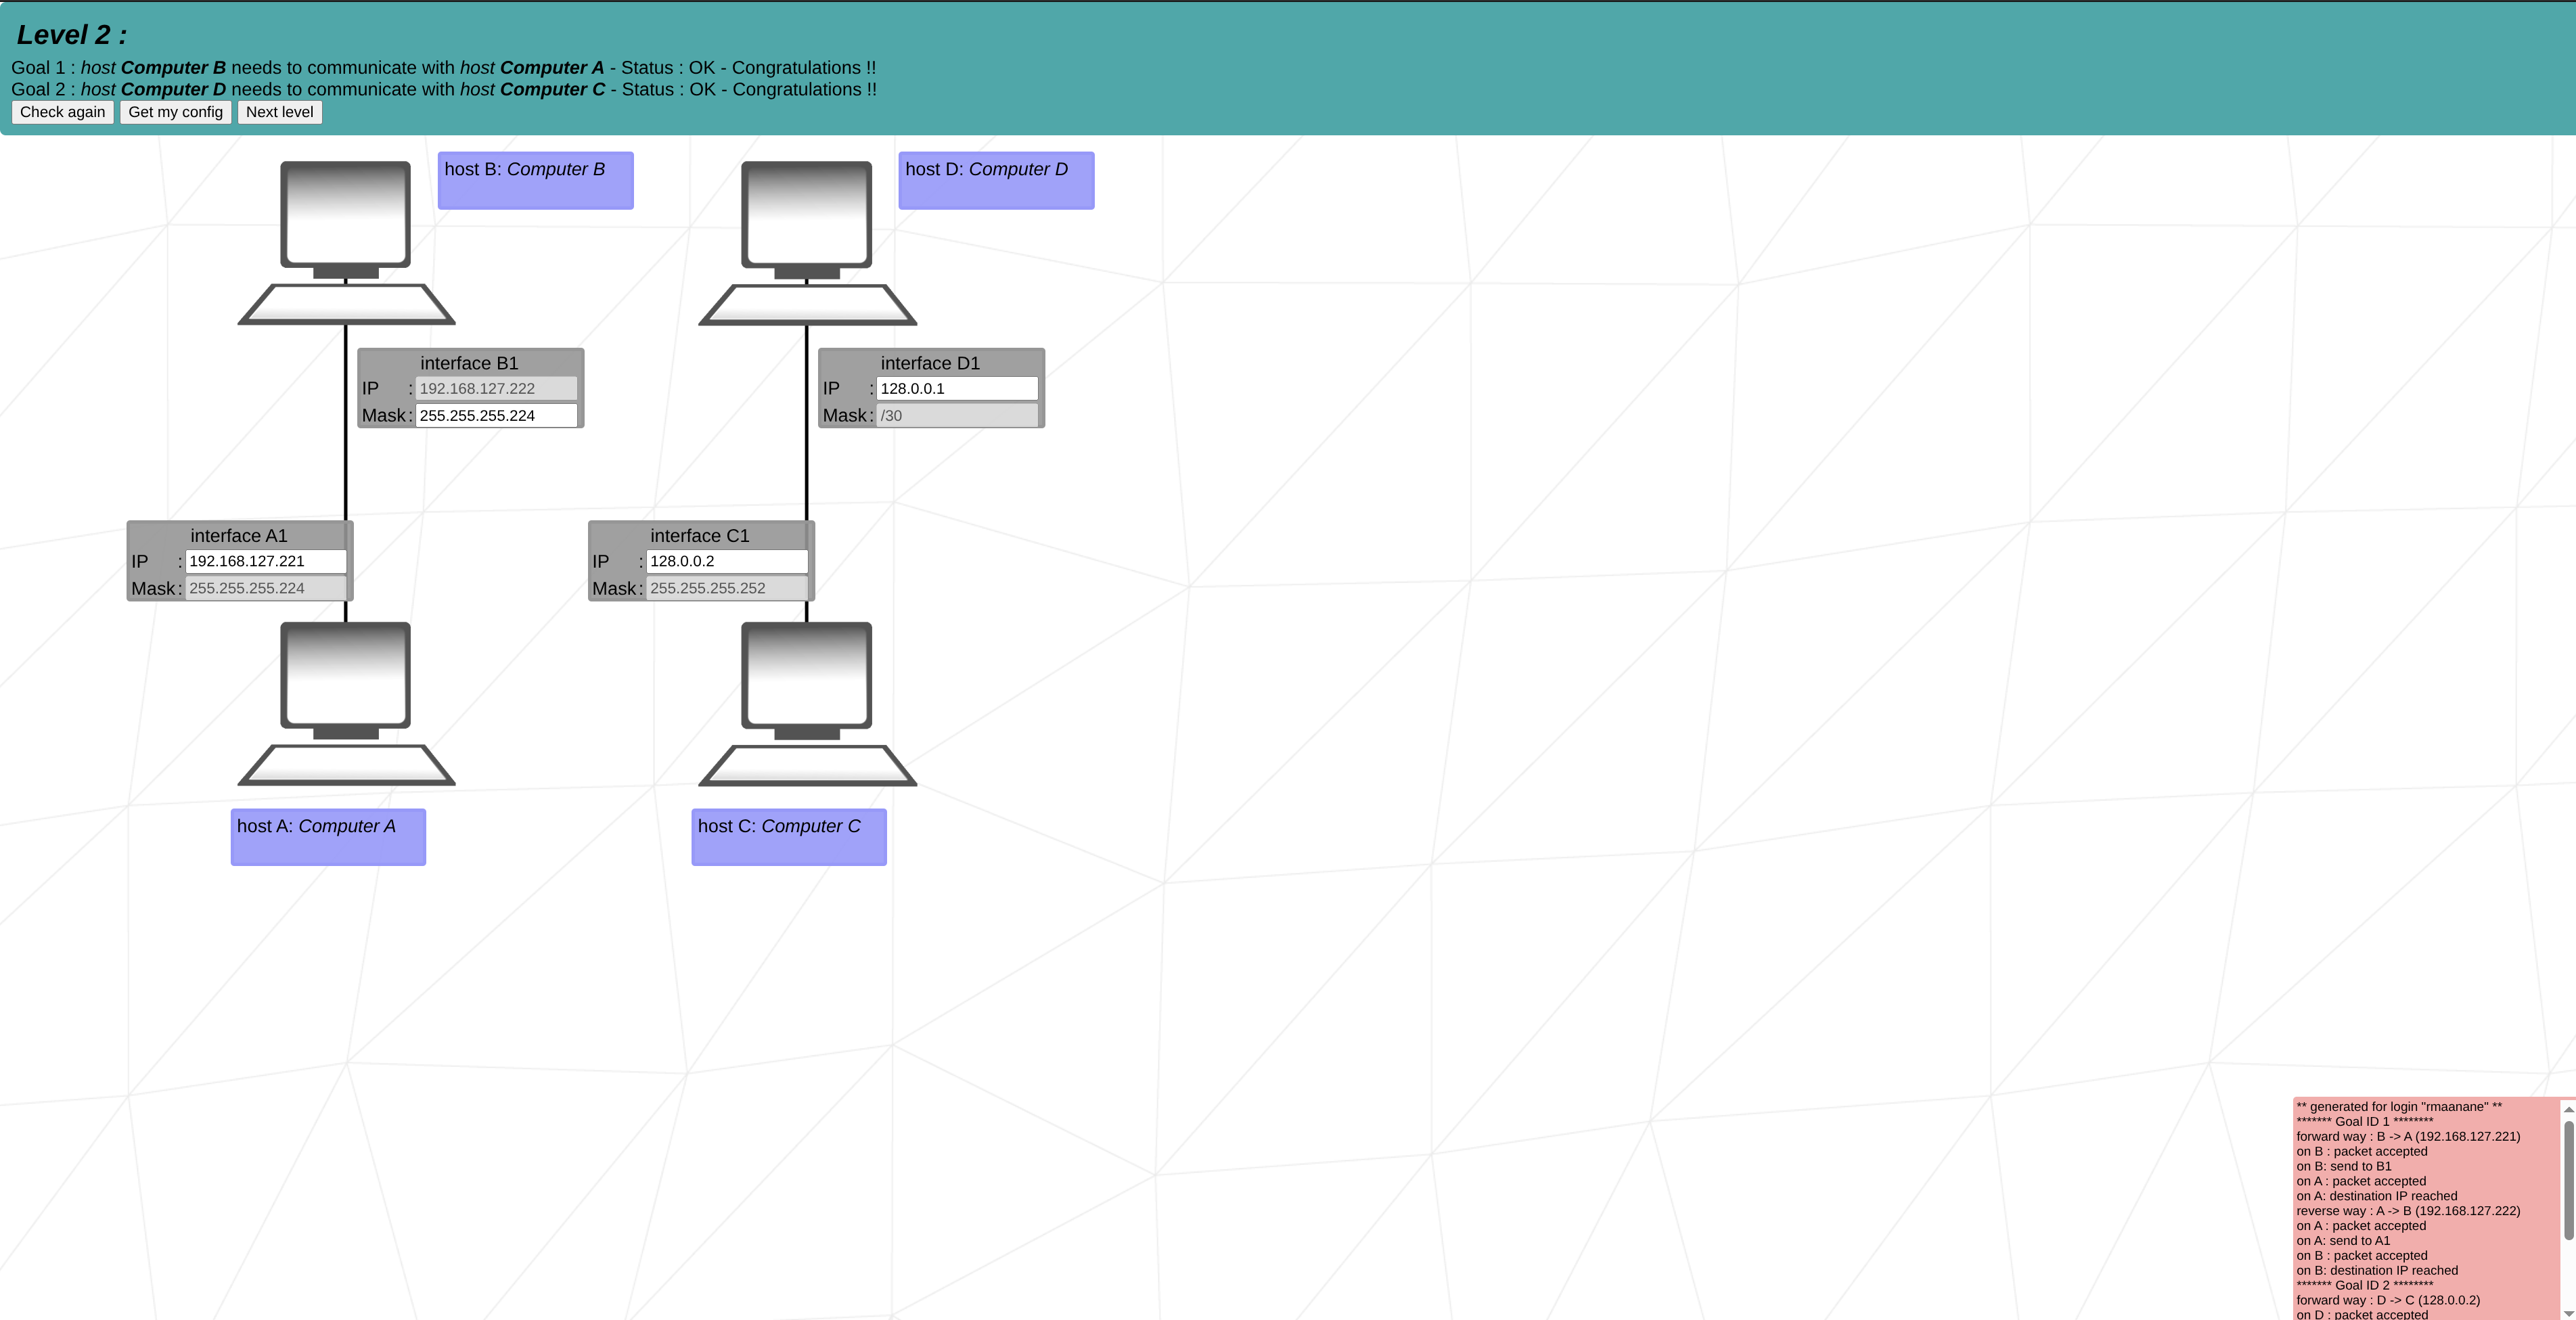 Level 2 :
Goal 1 : host Computer B needs to communicate with host Computer A - Status : OK - Congratulations !!
Goal 2 : host Computer D needs to communicate with host Computer C - Status : OK - Congratulations !!
Check again Get my config Next level
host B: Computer B
host D: Computer D
interface B1
IP : 192.168.127.222
Mask : 255.255.255.224
interface D1
IP : 128.0.0.1
Mask : /30
interface A1
IP : 192.168.127.221
Mask : 255.255.255.224
interface C1
IP : 128.0.0.2
Mask : 255.255.255.252
host A: Computer A
host C: Computer C
** generated for login "rmaanane" **
******* Goal ID 1 ********
forward way : B -> A (192.168.127.221)
on B : packet accepted
on B: send to B1
on A : packet accepted
on A: destination IP reached
reverse way : A -> B (192.168.127.222)
on A : packet accepted
on A: send to A1
on B : packet accepted
on B: destination IP reached
******* Goal ID 2 ********
forward way : D -> C (128.0.0.2)
on D : packet accepted